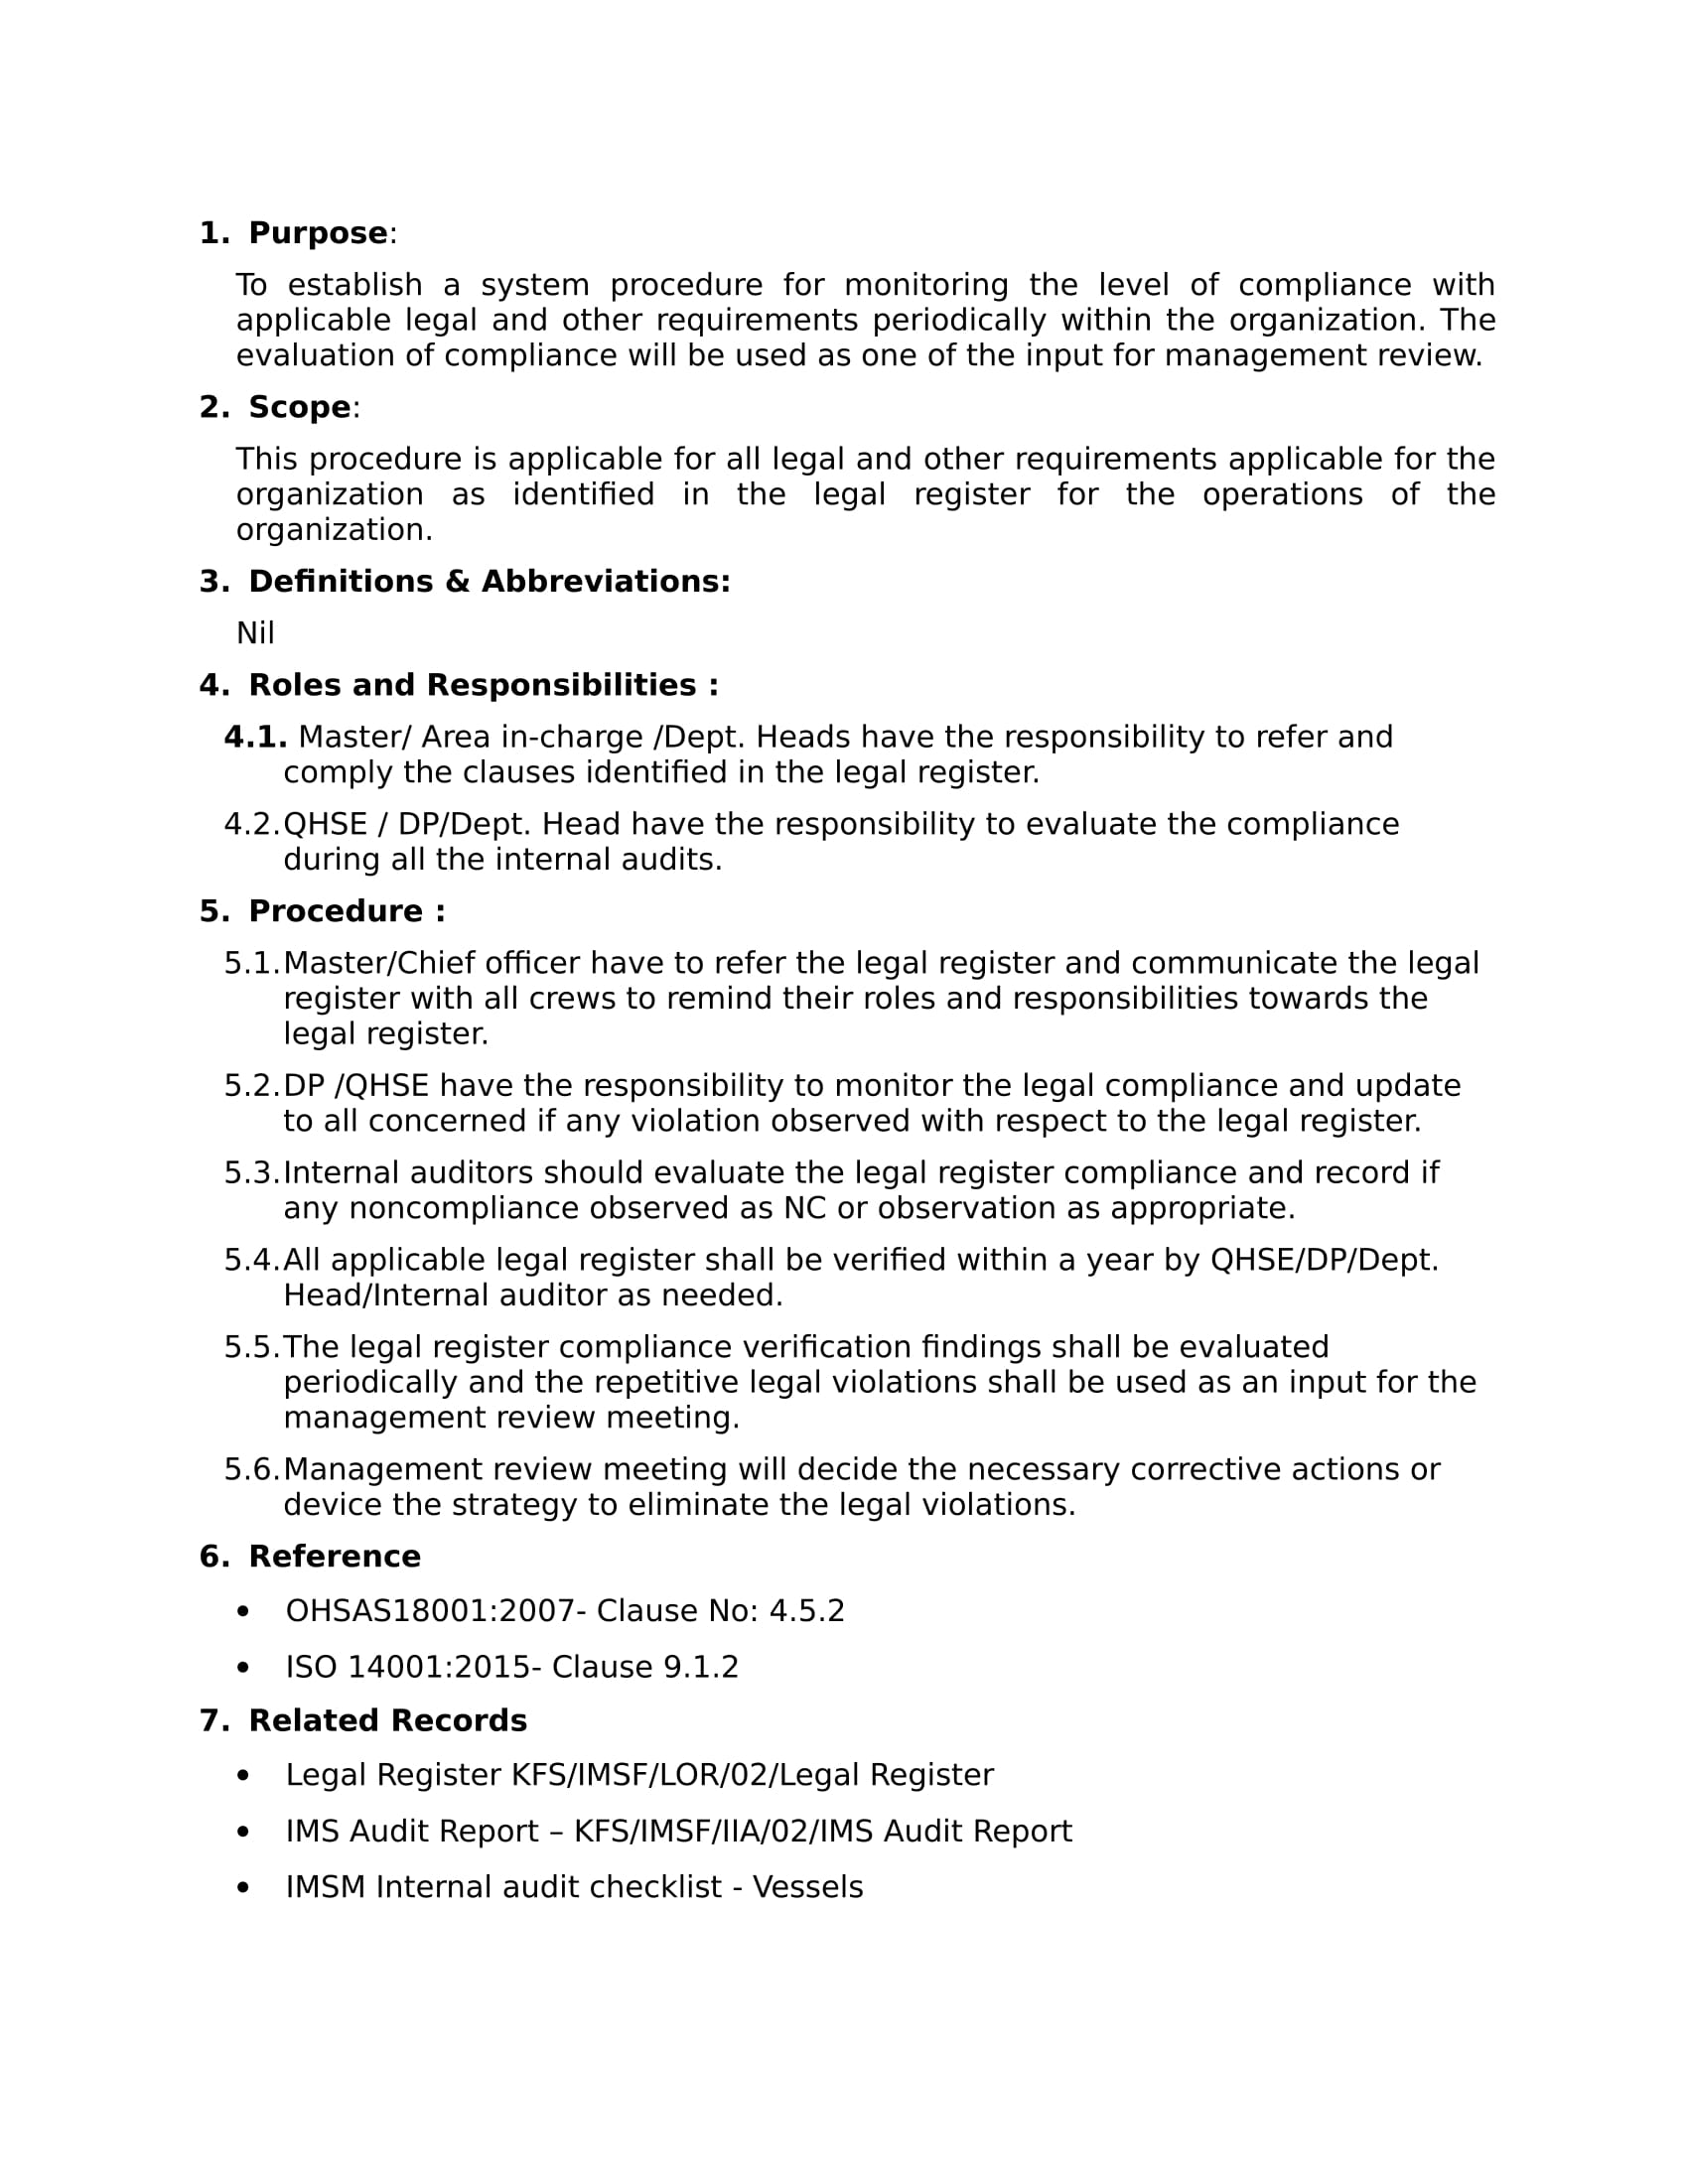 1. Purpose:
To establish a system procedure for monitoring the level of compliance with
applicable legal and other requirements periodically within the organization. The
evaluation of compliance will be used as one of the input for management review.
2. Scope:
This procedure is applicable for all legal and other requirements applicable for the
organization as identified in the legal register for the operations of the
organization.
3. Definitions & Abbreviations:
Nil
4. Roles and Responsibilities :
4.1. Master/ Area in-charge /Dept. Heads have the responsibility to refer and
comply the clauses identified in the legal register.
4.2. QHSE / DP/Dept. Head have the responsibility to evaluate the compliance
during all the internal audits.
5. Procedure :
5.1. Master/Chief officer have to refer the legal register and communicate the legal
register with all crews to remind their roles and responsibilities towards the
legal register.
5.2. DP /QHSE have the responsibility to monitor the legal compliance and update
to all concerned if any violation observed with respect to the legal register.
5.3. Internal auditors should evaluate the legal register compliance and record if
any noncompliance observed as NC or observation as appropriate.
5.4. All applicable legal register shall be verified within a year by QHSE/DP/Dept.
Head/Internal auditor as needed.
5.5. The legal register compliance verification findings shall be evaluated
periodically and the repetitive legal violations shall be used as an input for the
management review meeting.
5.6. Management review meeting will decide the necessary corrective actions or
device the strategy to eliminate the legal violations.
6. Reference
• OHSAS18001:2007- Clause No: 4.5.2
• ISO 14001:2015- Clause 9.1.2
7. Related Records
• Legal Register KFS/IMSF/LOR/02/Legal Register
• IMS Audit Report – KFS/IMSF/IIA/02/IMS Audit Report
• IMSM Internal audit checklist - Vessels